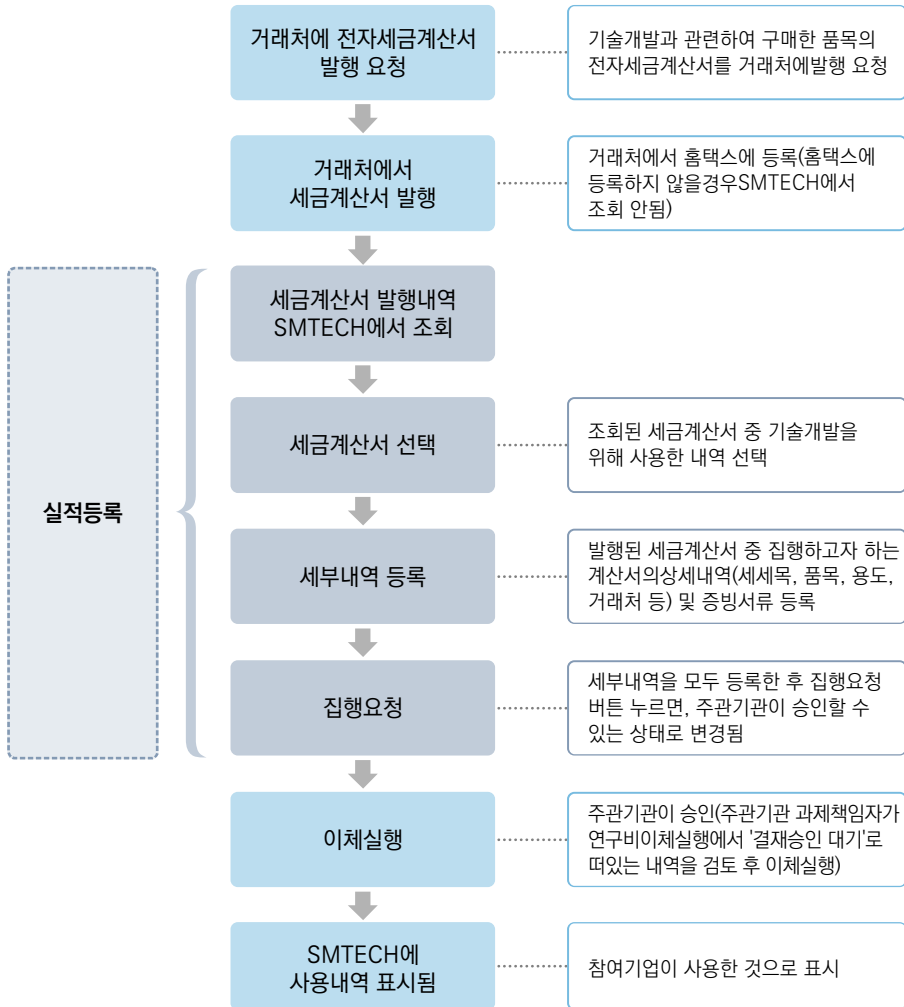 거래처에 전자세금계산서
발행 요청
기술개발과 관련하여 구매한 품목의
전자세금계산서를 거래처에발행 요청
거래처에서
세금계산서 발행
거래처에서 홈택스에 등록(홈택스에
등록하지 않을경우SMTECH에서
조회 안됨)
실적등록
세금계산서 발행내역
SMTECH에서 조회
세금계산서 선택
조회된 세금계산서 중 기술개발을
위해 사용한 내역 선택
세부내역 등록
발행된 세금계산서 중 집행하고자 하는
계산서의상세내역(세세목, 품목, 용도,
거래처 등) 및 증빙서류 등록
집행요청
세부내역을 모두 등록한 후 집행요청
버튼 누르면, 주관기관이 승인할 수
있는 상태로 변경됨
이체실행
주관기관이 승인(주관기관 과제책임자가
연구비이체실행에서 '결재승인 대기'로
떠있는 내역을 검토 후 이체실행)
SMTECH에
사용내역 표시됨
참여기업이 사용한 것으로 표시